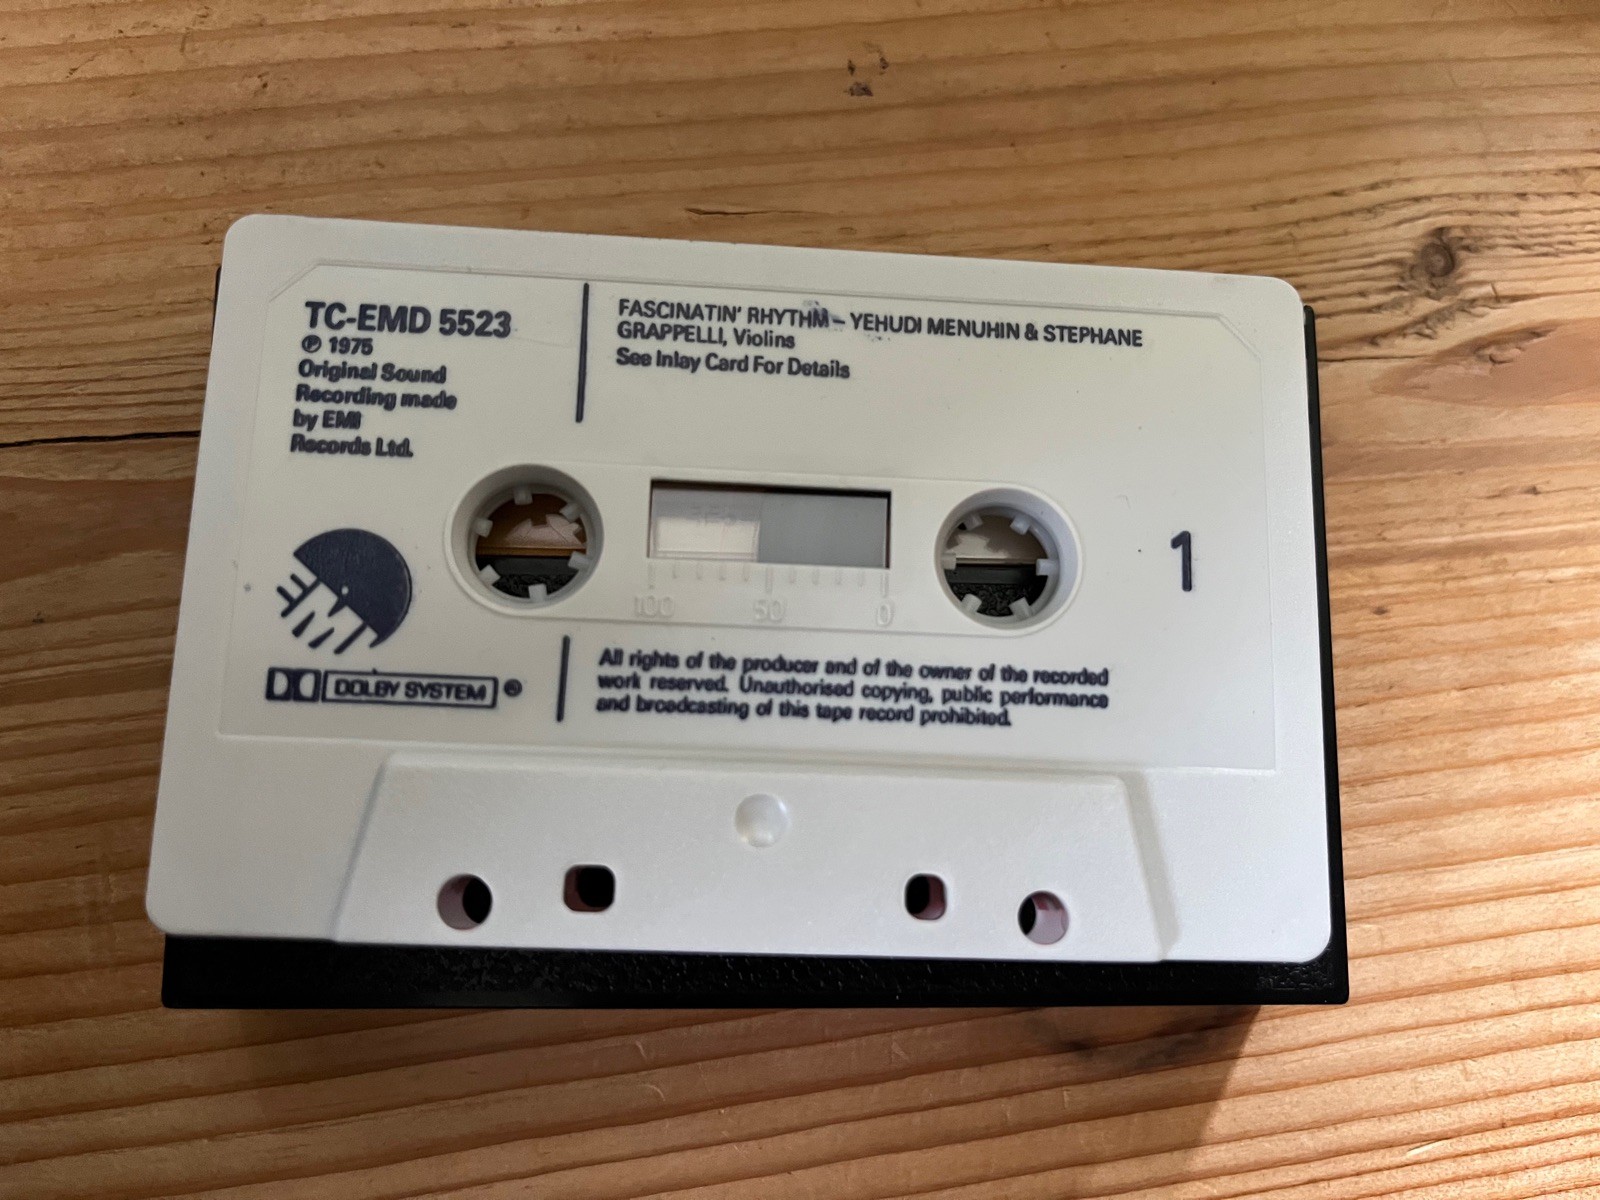 TC-EMD 5523
℗ 1975
Original Sound
Recording made
by EMI
Records Ltd.
FASCINATIN' RHYTHM – YEHUDI MENUHIN & STEPHANE
GRAPPELLI, Violins
See Inlay Card For Details
100 50 0
1
EMI
DOLBY SYSTEM ®
All rights of the producer and of the owner of the recorded
work reserved. Unauthorised copying, public performance
and broadcasting of this tape record prohibited.